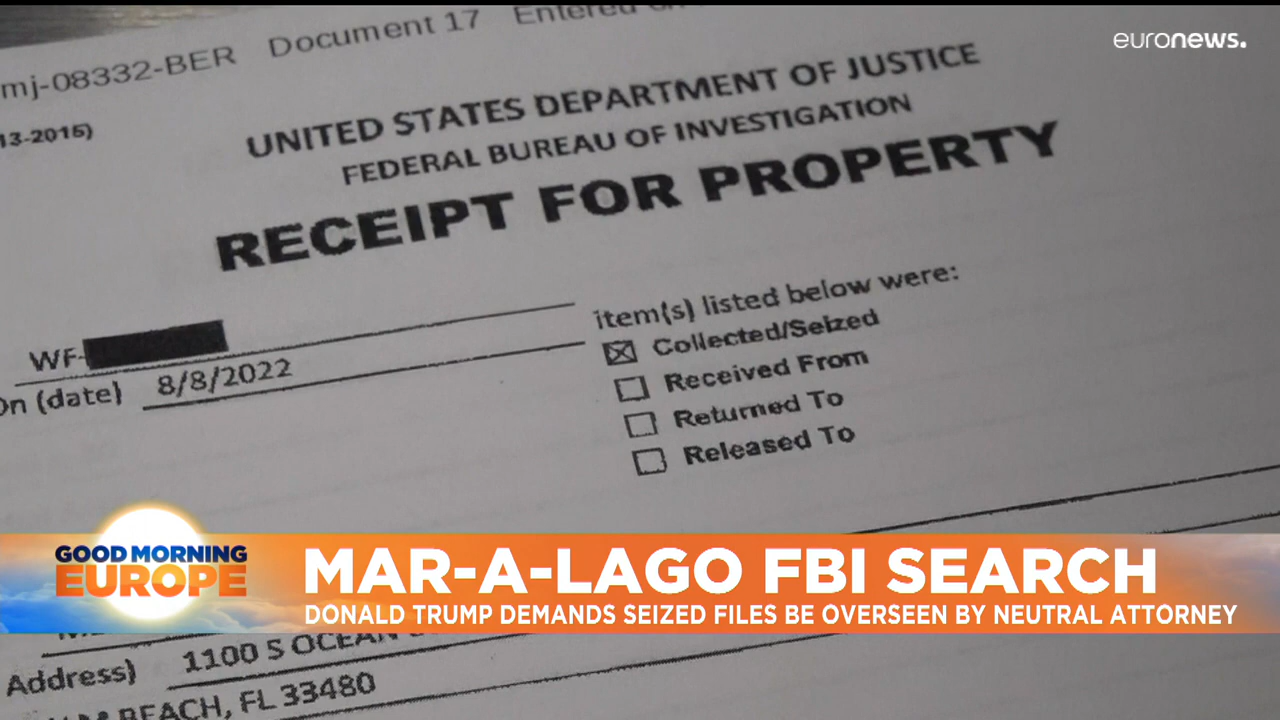 euronews.
mj-08332-BER Document 17 Entered on
13-2016)
UNITED STATES DEPARTMENT OF JUSTICE
FEDERAL BUREAU OF INVESTIGATION
RECEIPT FOR PROPERTY
WF-
On (date) 8/8/2022
item(s) listed below were:
Collected/Seized
Received From
Returned To
Released To
GOOD MORNING
EUROPE
MAR-A-LAGO FBI SEARCH
DONALD TRUMP DEMANDS SEIZED FILES BE OVERSEEN BY NEUTRAL ATTORNEY
Address) 1100 S OCEAN
BEACH, FL 33480